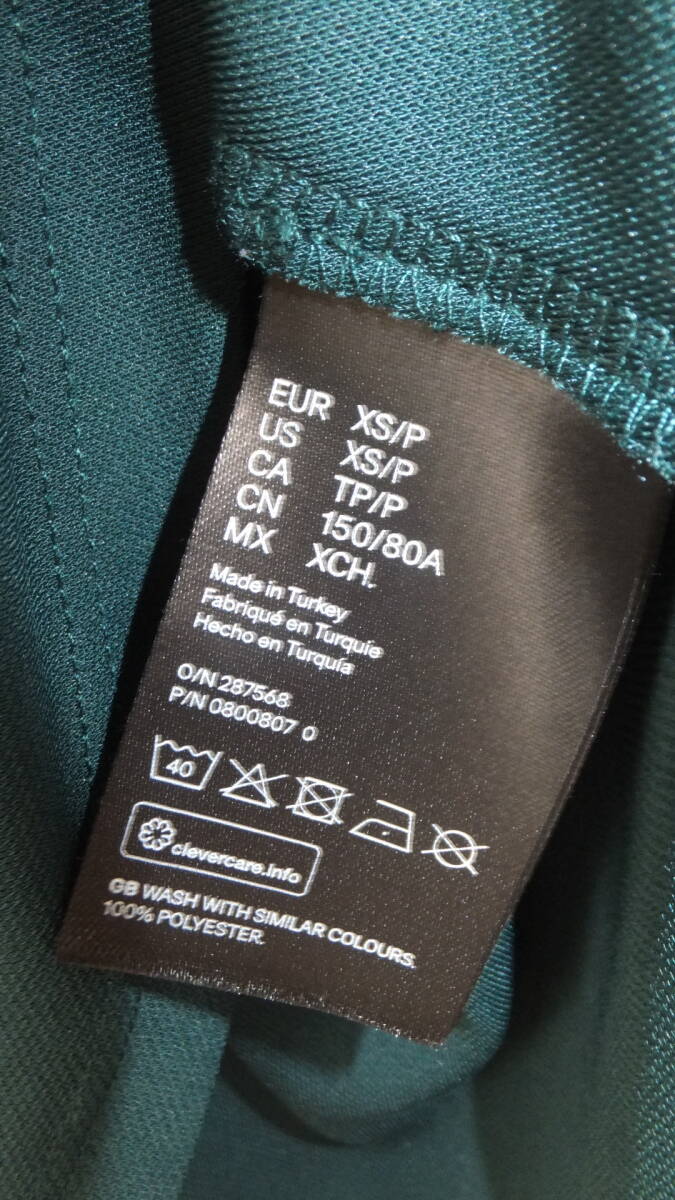 EUR XS/P
US XS/P
CA TP/P
CN 150/80A
MX XCH.
Made in Turkey
Fabriqué en Turquie
Hecho en Turquía
O/N 287568
P/N 0800807 0
40
clevercare.info
GB WASH WITH SIMILAR COLOURS.
100% POLYESTER.